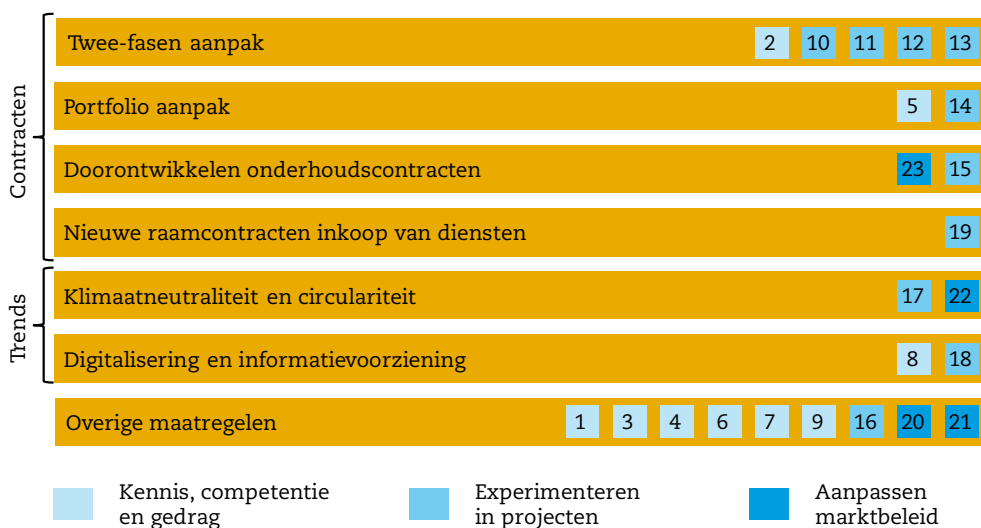 Contracten
Twee-fasen aanpak 2 10 11 12 13
Portfolio aanpak 5 14
Doorontwikkelen onderhoudscontracten 23 15
Nieuwe raamcontracten inkoop van diensten 19
Trends
Klimaatneutraliteit en circulariteit 17 22
Digitalisering en informatievoorziening 8 18
Overige maatregelen 1 3 4 6 7 9 16 20 21
Kennis, competentie
en gedrag
Experimenteren
in projecten
Aanpassen
marktbeleid